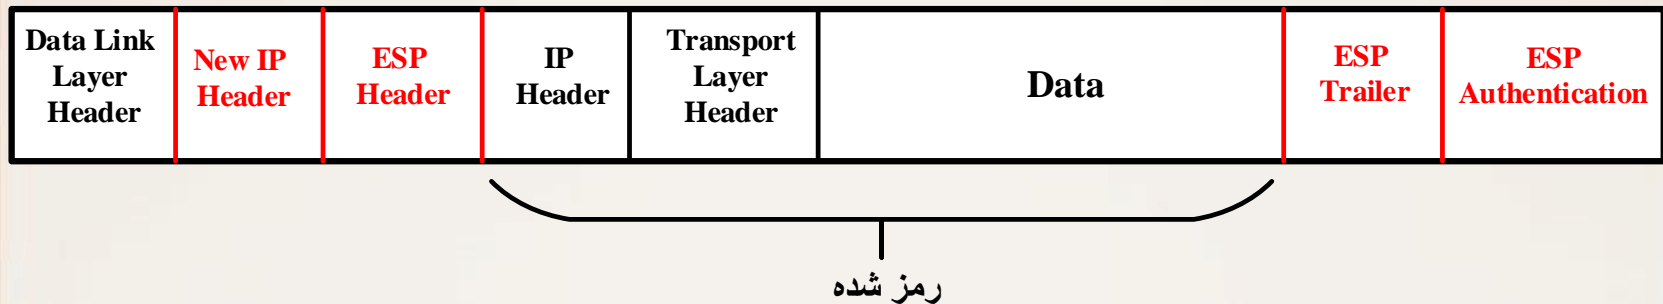 Data Link
Layer
Header
New IP
Header
ESP
Header
IP
Header
Transport
Layer
Header
Data
ESP
Trailer
ESP
Authentication
رمز شده